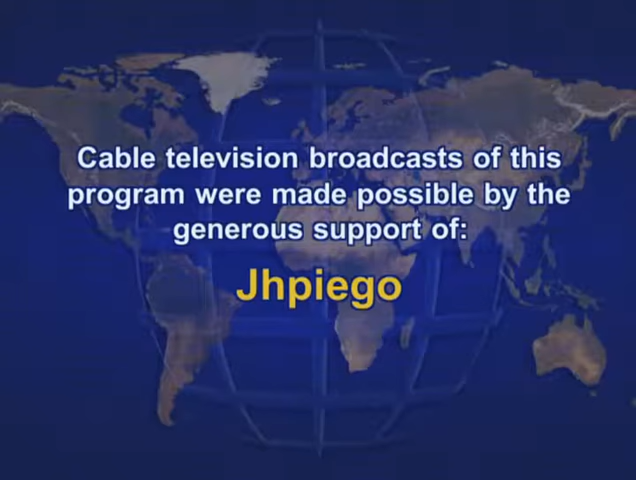 Cable television broadcasts of this
program were made possible by the
generous support of:
Jhpiego